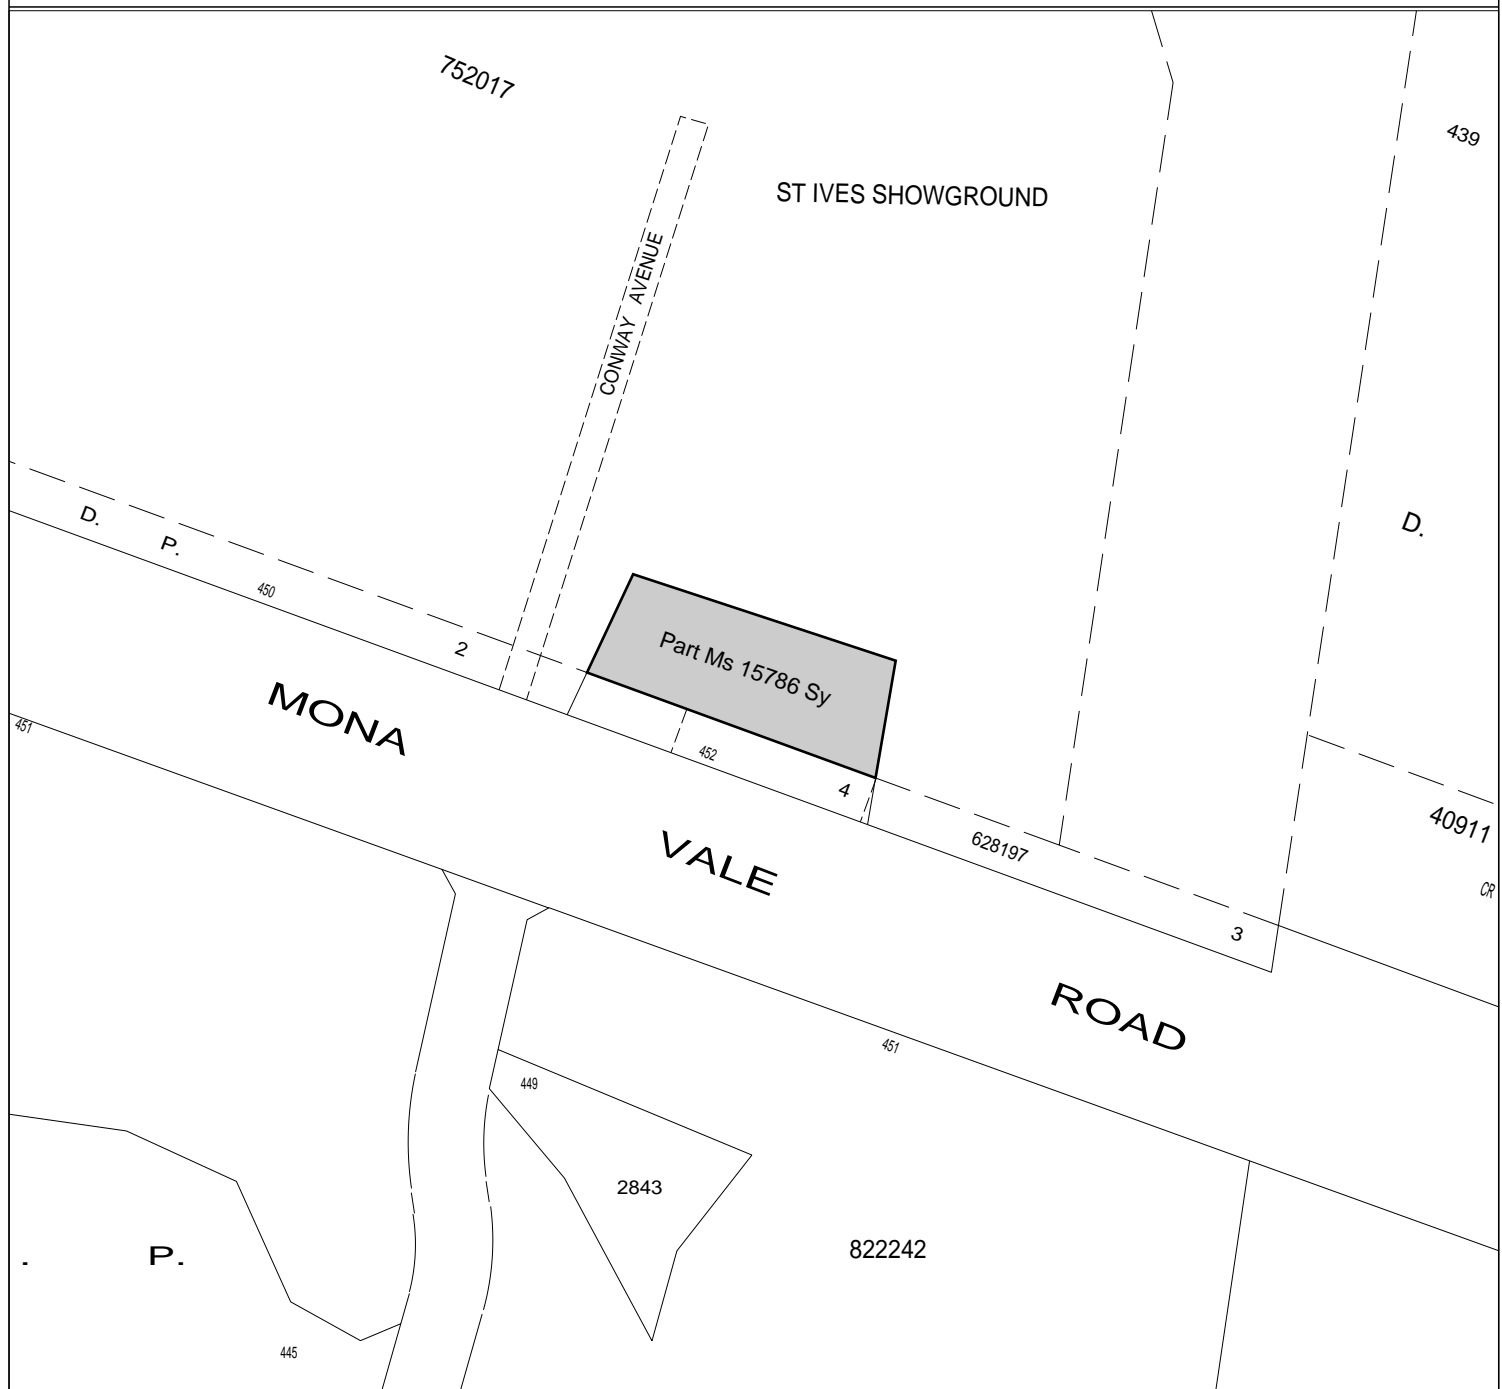 752017
439
ST IVES SHOWGROUND
CONWAY AVENUE
D.
P.
D.
450
2
Part Ms 15786 Sy
MONA
451
452
4
40911
628197
VALE
CR
3
ROAD
451
449
2843
. P.
822242
445